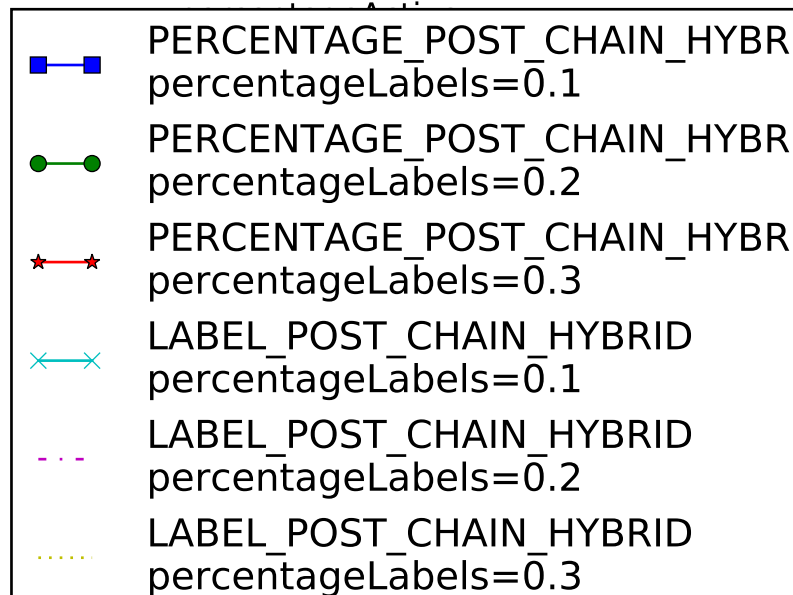 PERCENTAGE_POST_CHAIN_HYBR
percentageLabels=0.1
PERCENTAGE_POST_CHAIN_HYBR
percentageLabels=0.2
PERCENTAGE_POST_CHAIN_HYBR
percentageLabels=0.3
LABEL_POST_CHAIN_HYBRID
percentageLabels=0.1
LABEL_POST_CHAIN_HYBRID
percentageLabels=0.2
LABEL_POST_CHAIN_HYBRID
percentageLabels=0.3